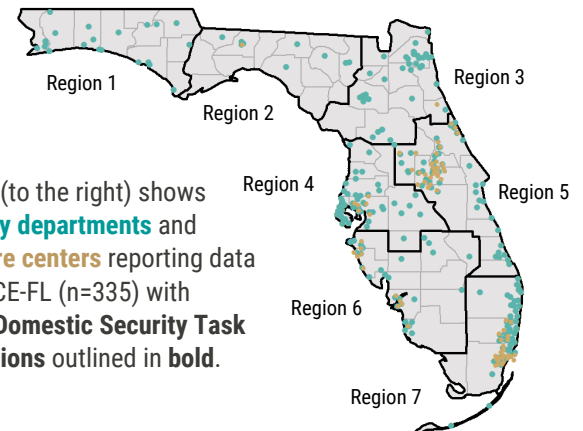 Region 1
Region 2
Region 3
(to the right) shows
Region 4
Region 5
y departments and
re centers reporting data
CE-FL (n=335) with
Domestic Security Task
Region 6
ions outlined in bold.
Region 7